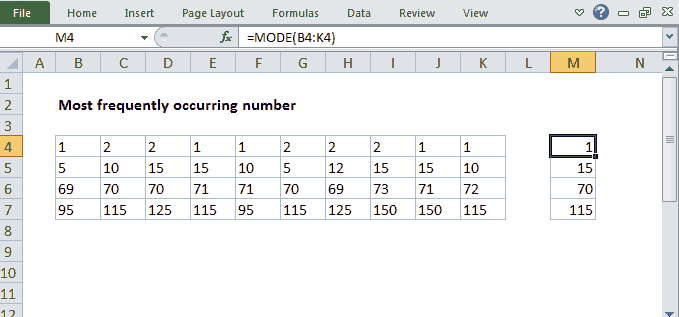 File Home Insert Page Layout Formulas Data Review View
M4 fx =MODE(B4:K4)
A B C D E F G H I J K L M N
1
2 Most frequently occurring number
3
4 1 2 2 1 1 2 2 2 1 1 1
5 5 10 15 15 10 5 12 15 15 10 15
6 69 70 70 71 71 70 69 73 71 72 70
7 95 115 125 115 95 115 125 150 150 115 115
8
9
10
11
12